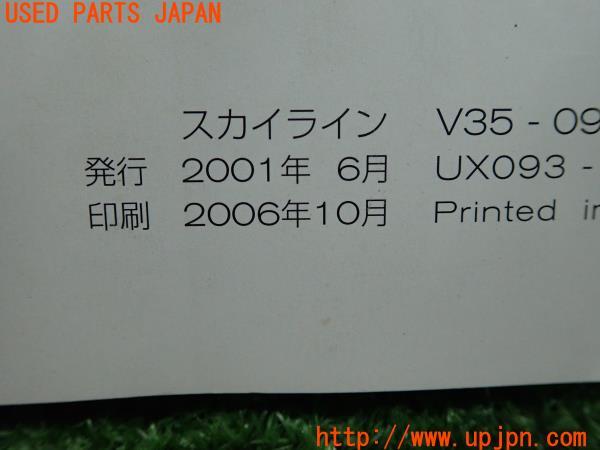 USED PARTS JAPAN
スカイライン V35 - 09
発行 2001年 6月 UX093 -
印刷 2006年10月 Printed in
http://www.upjpn.com/